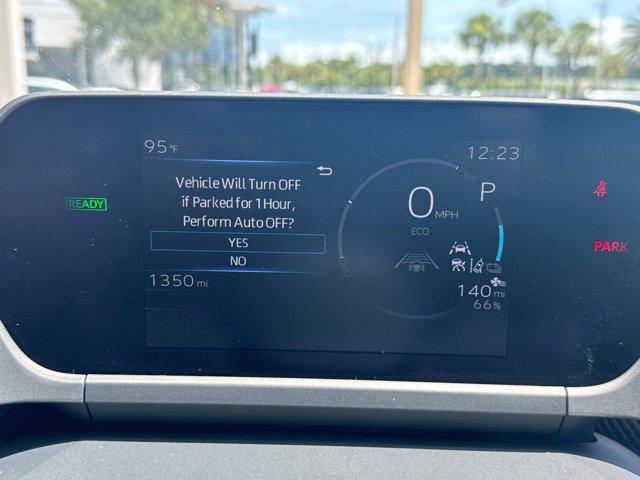 95°F
12:23
Vehicle Will Turn OFF
if Parked for 1 Hour,
Perform Auto OFF?
YES
NO
READY
0 MPH
P
ECO
PARK
1350 mi
140 mi
66%